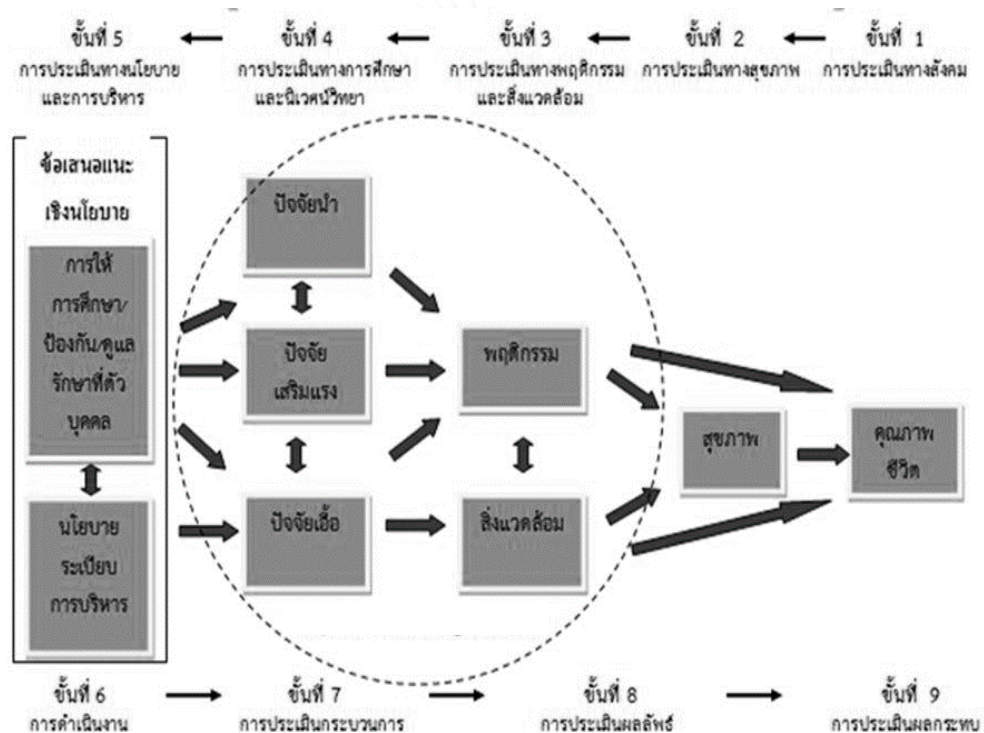 ขั้นที่ 5
ขั้นที่ 4
ขั้นที่ 3
ขั้นที่ 2
ขั้นที่ 1
การประเมินทางนโยบาย
และการบริหาร
การประเมินทางการศึกษา
และนิเวศน์วิทยา
การประเมินทางพฤติกรรม
และสิ่งแวดล้อม
การประเมินทางสุขภาพ
การประเมินทางสังคม
ข้อเสนอแนะ
เชิงนโยบาย
การให้
การศึกษา/
ป้องกัน/ดูแล
รักษาที่ตัว
บุคคล
นโยบาย
ระเบียบ
การบริหาร
ปัจจัยนำ
ปัจจัย
เสริมแรง
ปัจจัยเอื้อ
พฤติกรรม
สิ่งแวดล้อม
สุขภาพ
คุณภาพ
ชีวิต
ขั้นที่ 6
การดำเนินงาน
ขั้นที่ 7
การประเมินกระบวนการ
ขั้นที่ 8
การประเมินผลลัพธ์
ขั้นที่ 9
การประเมินผลกระทบ